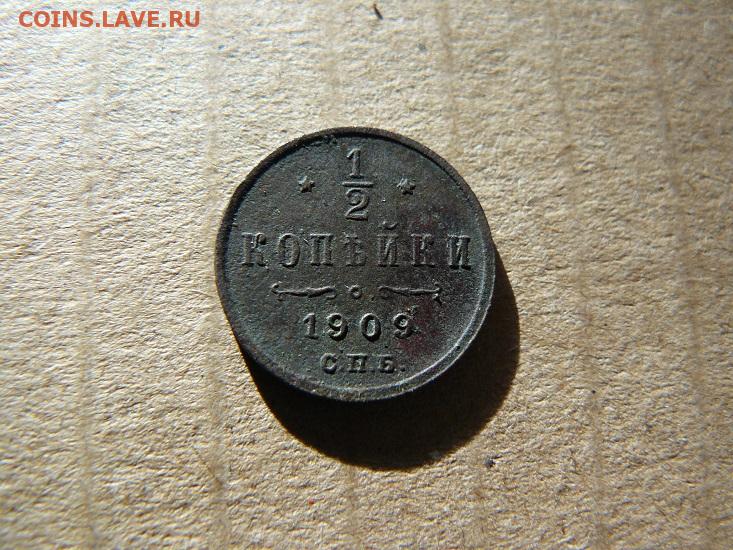 COINS.LAVE.RU
1
2
КОПѢЙКИ
1909
С.П.Б.